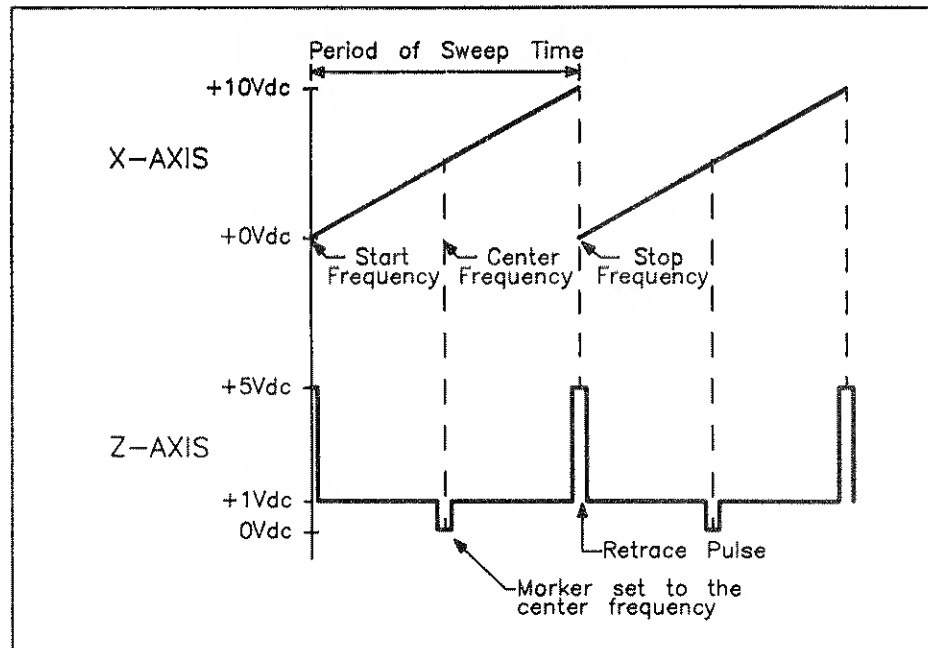 Period of Sweep Time
+10Vdc
X-AXIS
+0Vdc
Start
Frequency
Center
Frequency
Stop
Frequency
+5Vdc
Z-AXIS
+1Vdc
0Vdc
Retrace Pulse
Marker set to the
center frequency